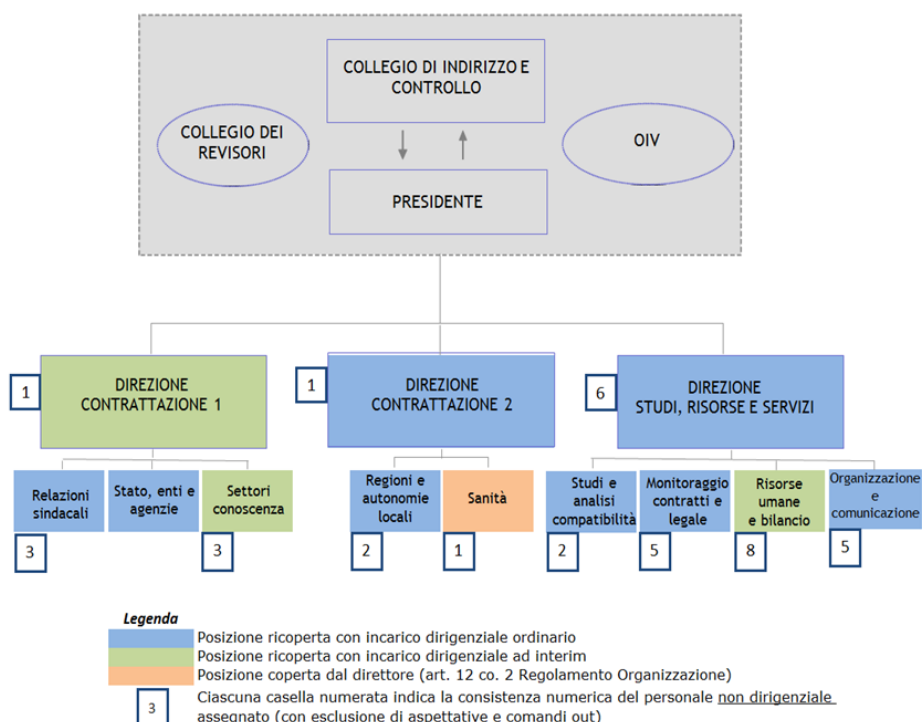 COLLEGIO DI INDIRIZZO E
CONTROLLO
COLLEGIO DEI
REVISORI
OIV
PRESIDENTE
1
DIREZIONE
CONTRATTAZIONE 1
1
DIREZIONE
CONTRATTAZIONE 2
6
DIREZIONE
STUDI, RISORSE E SERVIZI
Relazioni
sindacali
3
Stato, enti e
agenzie
Settori
conoscenza
3
Regioni e
autonomie
locali
2
Sanità
1
Studi e
analisi
compatibilità
2
Monitoraggio
contratti e
legale
5
Risorse
umane
e bilancio
8
Organizzazione
e
comunicazione
5
Legenda
Posizione ricoperta con incarico dirigenziale ordinario
Posizione ricoperta con incarico dirigenziale ad interim
Posizione coperta dal direttore (art. 12 co. 2 Regolamento Organizzazione)
3
Ciascuna casella numerata indica la consistenza numerica del personale non dirigenziale
assegnato (con esclusione di aspettative e comandi out)